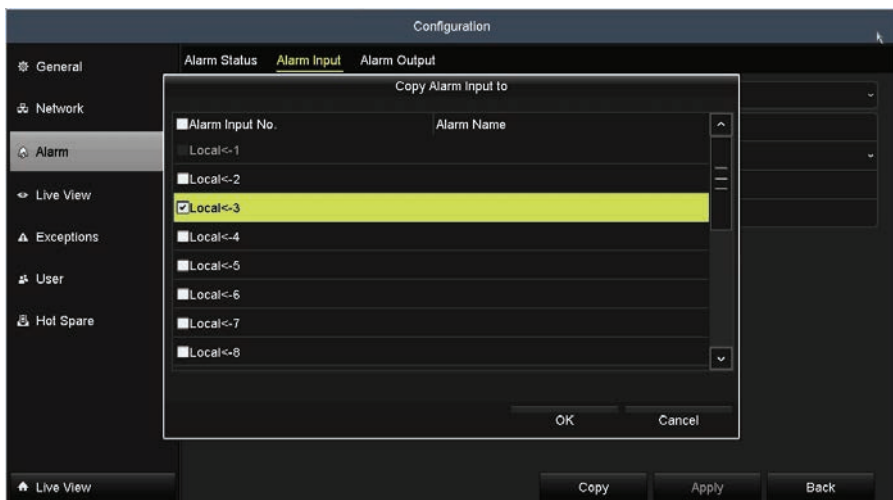 Configuration
General
Network
Alarm
Live View
Exceptions
User
Hot Spare
Live View
Alarm Status Alarm Input Alarm Output
Copy Alarm Input to
Alarm Input No. Alarm Name
Local<-1
Local<-2
Local<-3
Local<-4
Local<-5
Local<-6
Local<-7
Local<-8
OK Cancel
Copy Apply Back